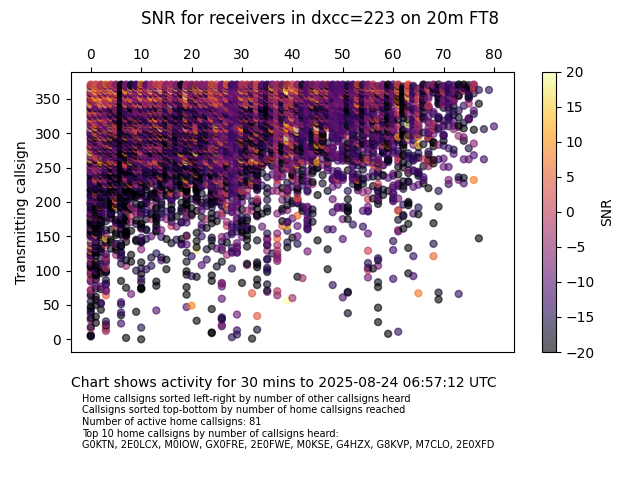 SNR for receivers in dxcc=223 on 20m FT8
0 10 20 30 40 50 60 70 80
350
300
250
200
150
100
50
0
Transmitting callsign
20
15
10
5
0
−5
−10
−15
−20
SNR
Chart shows activity for 30 mins to 2025-08-24 06:57:12 UTC
Home callsigns sorted left-right by number of other callsigns heard
Callsigns sorted top-bottom by number of home callsigns reached
Number of active home callsigns: 81
Top 10 home callsigns by number of callsigns heard:
G0KTN, 2E0LCX, M0IOW, GX0FRE, 2E0FWE, M0KSE, G4HZX, G8KVP, M7CLO, 2E0XFD